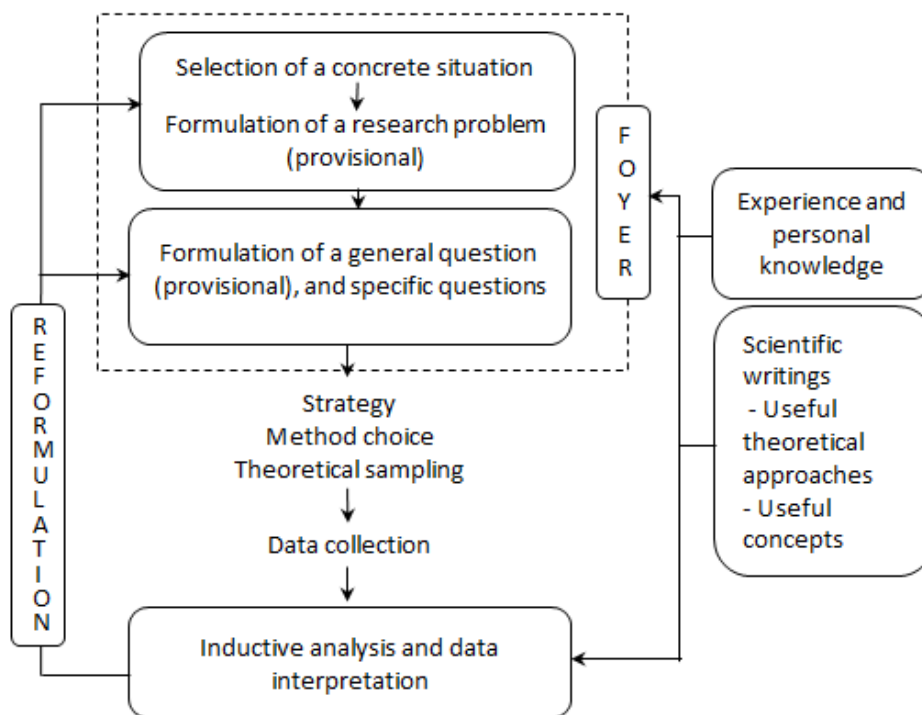 Selection of a concrete situation
Formulation of a research problem
(provisional)
Formulation of a general question
(provisional), and specific questions
FOYER
Experience and
personal
knowledge
Scientific
writings
- Useful
theoretical
approaches
- Useful
concepts
REFORMULATION
Strategy
Method choice
Theoretical sampling
Data collection
Inductive analysis and data
interpretation